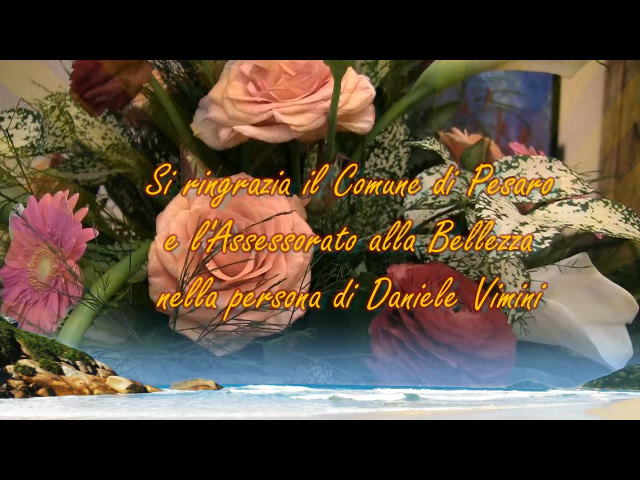 Si ringrazia il Comune di Pesaro
e l'Assessorato alla Bellezza
nella persona di Daniele Vimini